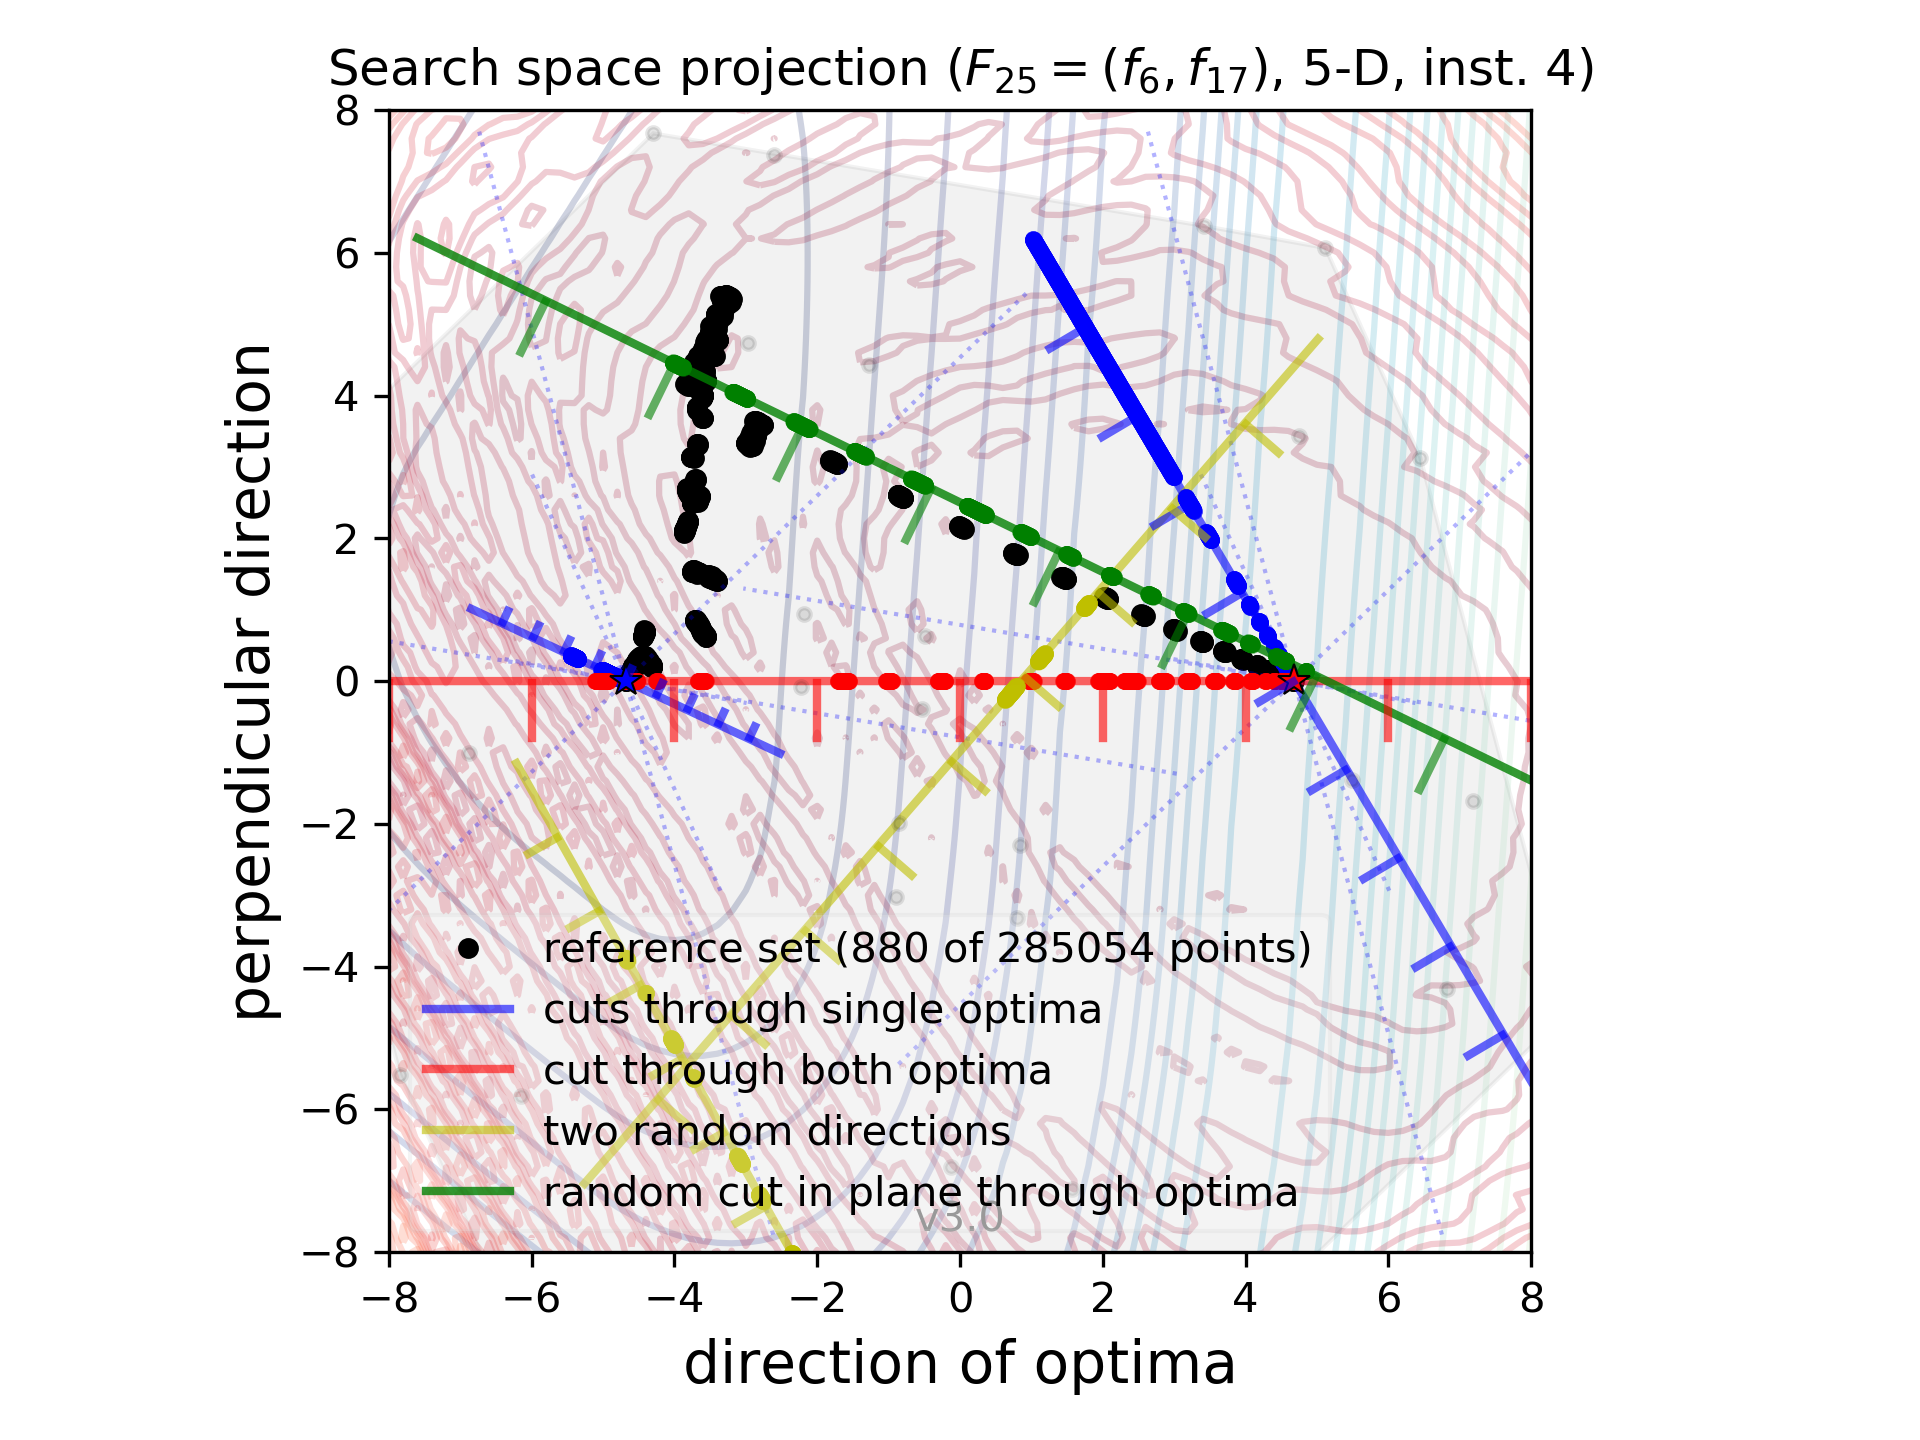 Search space projection (F₂₅ = (f₆, f₁₇), 5-D, inst. 4)
8
6
4
2
0
−2
−4
−6
−8
perpendicular direction
reference set (880 of 285054 points)
cuts through single optima
cut through both optima
two random directions
random cut in plane through optima
v3.0
−8 −6 −4 −2 0 2 4 6 8
direction of optima